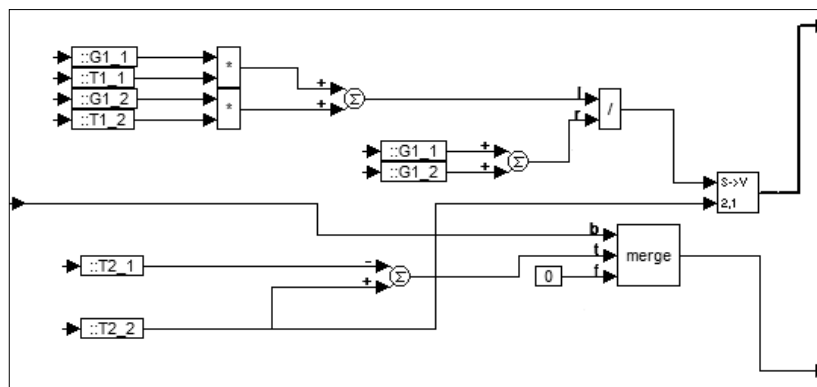 ::G1_1
::T1_1
::G1_2
::T1_2
*
*
+
+
Σ
l
r
/
::G1_1
::G1_2
+
+
Σ
S->V
2,1
b
t
f
merge
::T2_1
-
+
Σ
0
::T2_2